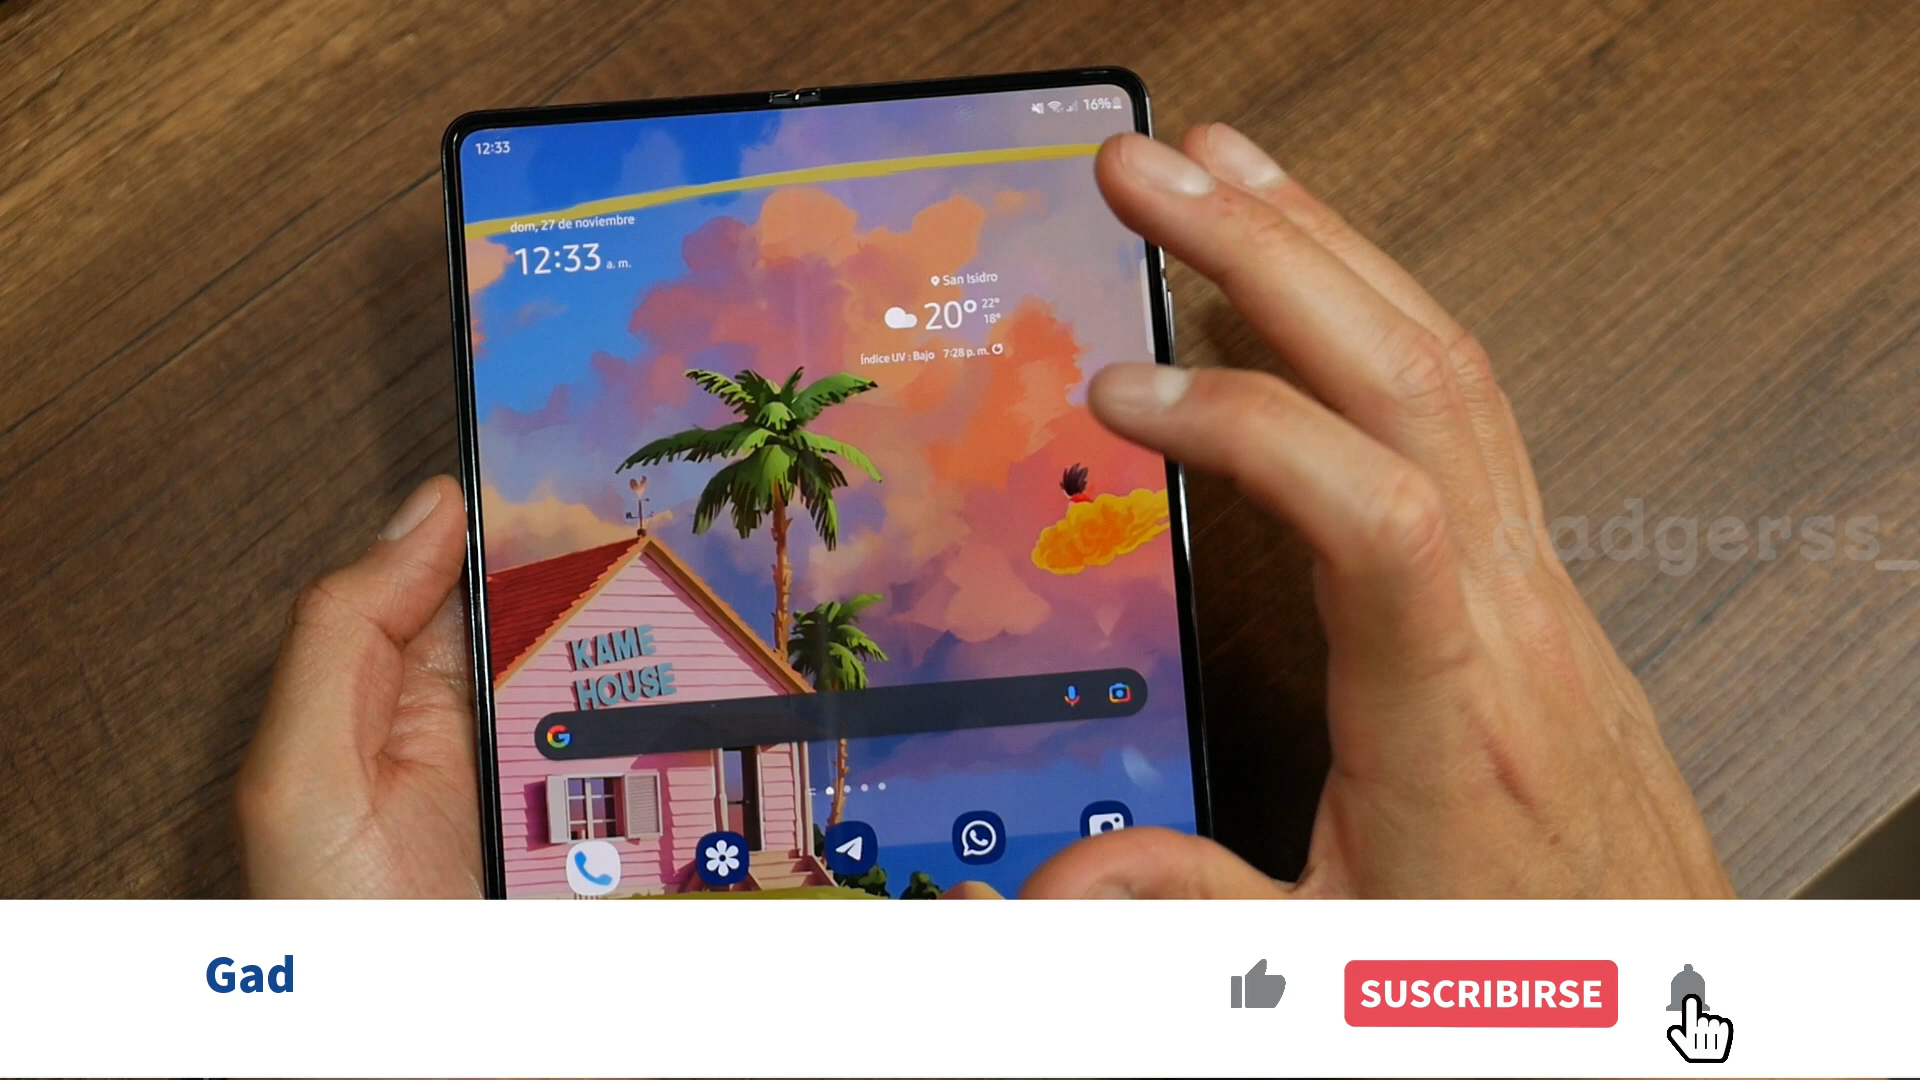 12:33
16%
dom, 27 de noviembre
12:33 a. m.
San Isidro
20°
22°
18°
Índice UV : Bajo 7:28 p. m.
KAME
HOUSE
G
gadgerss_
Gad
SUSCRIBIRSE